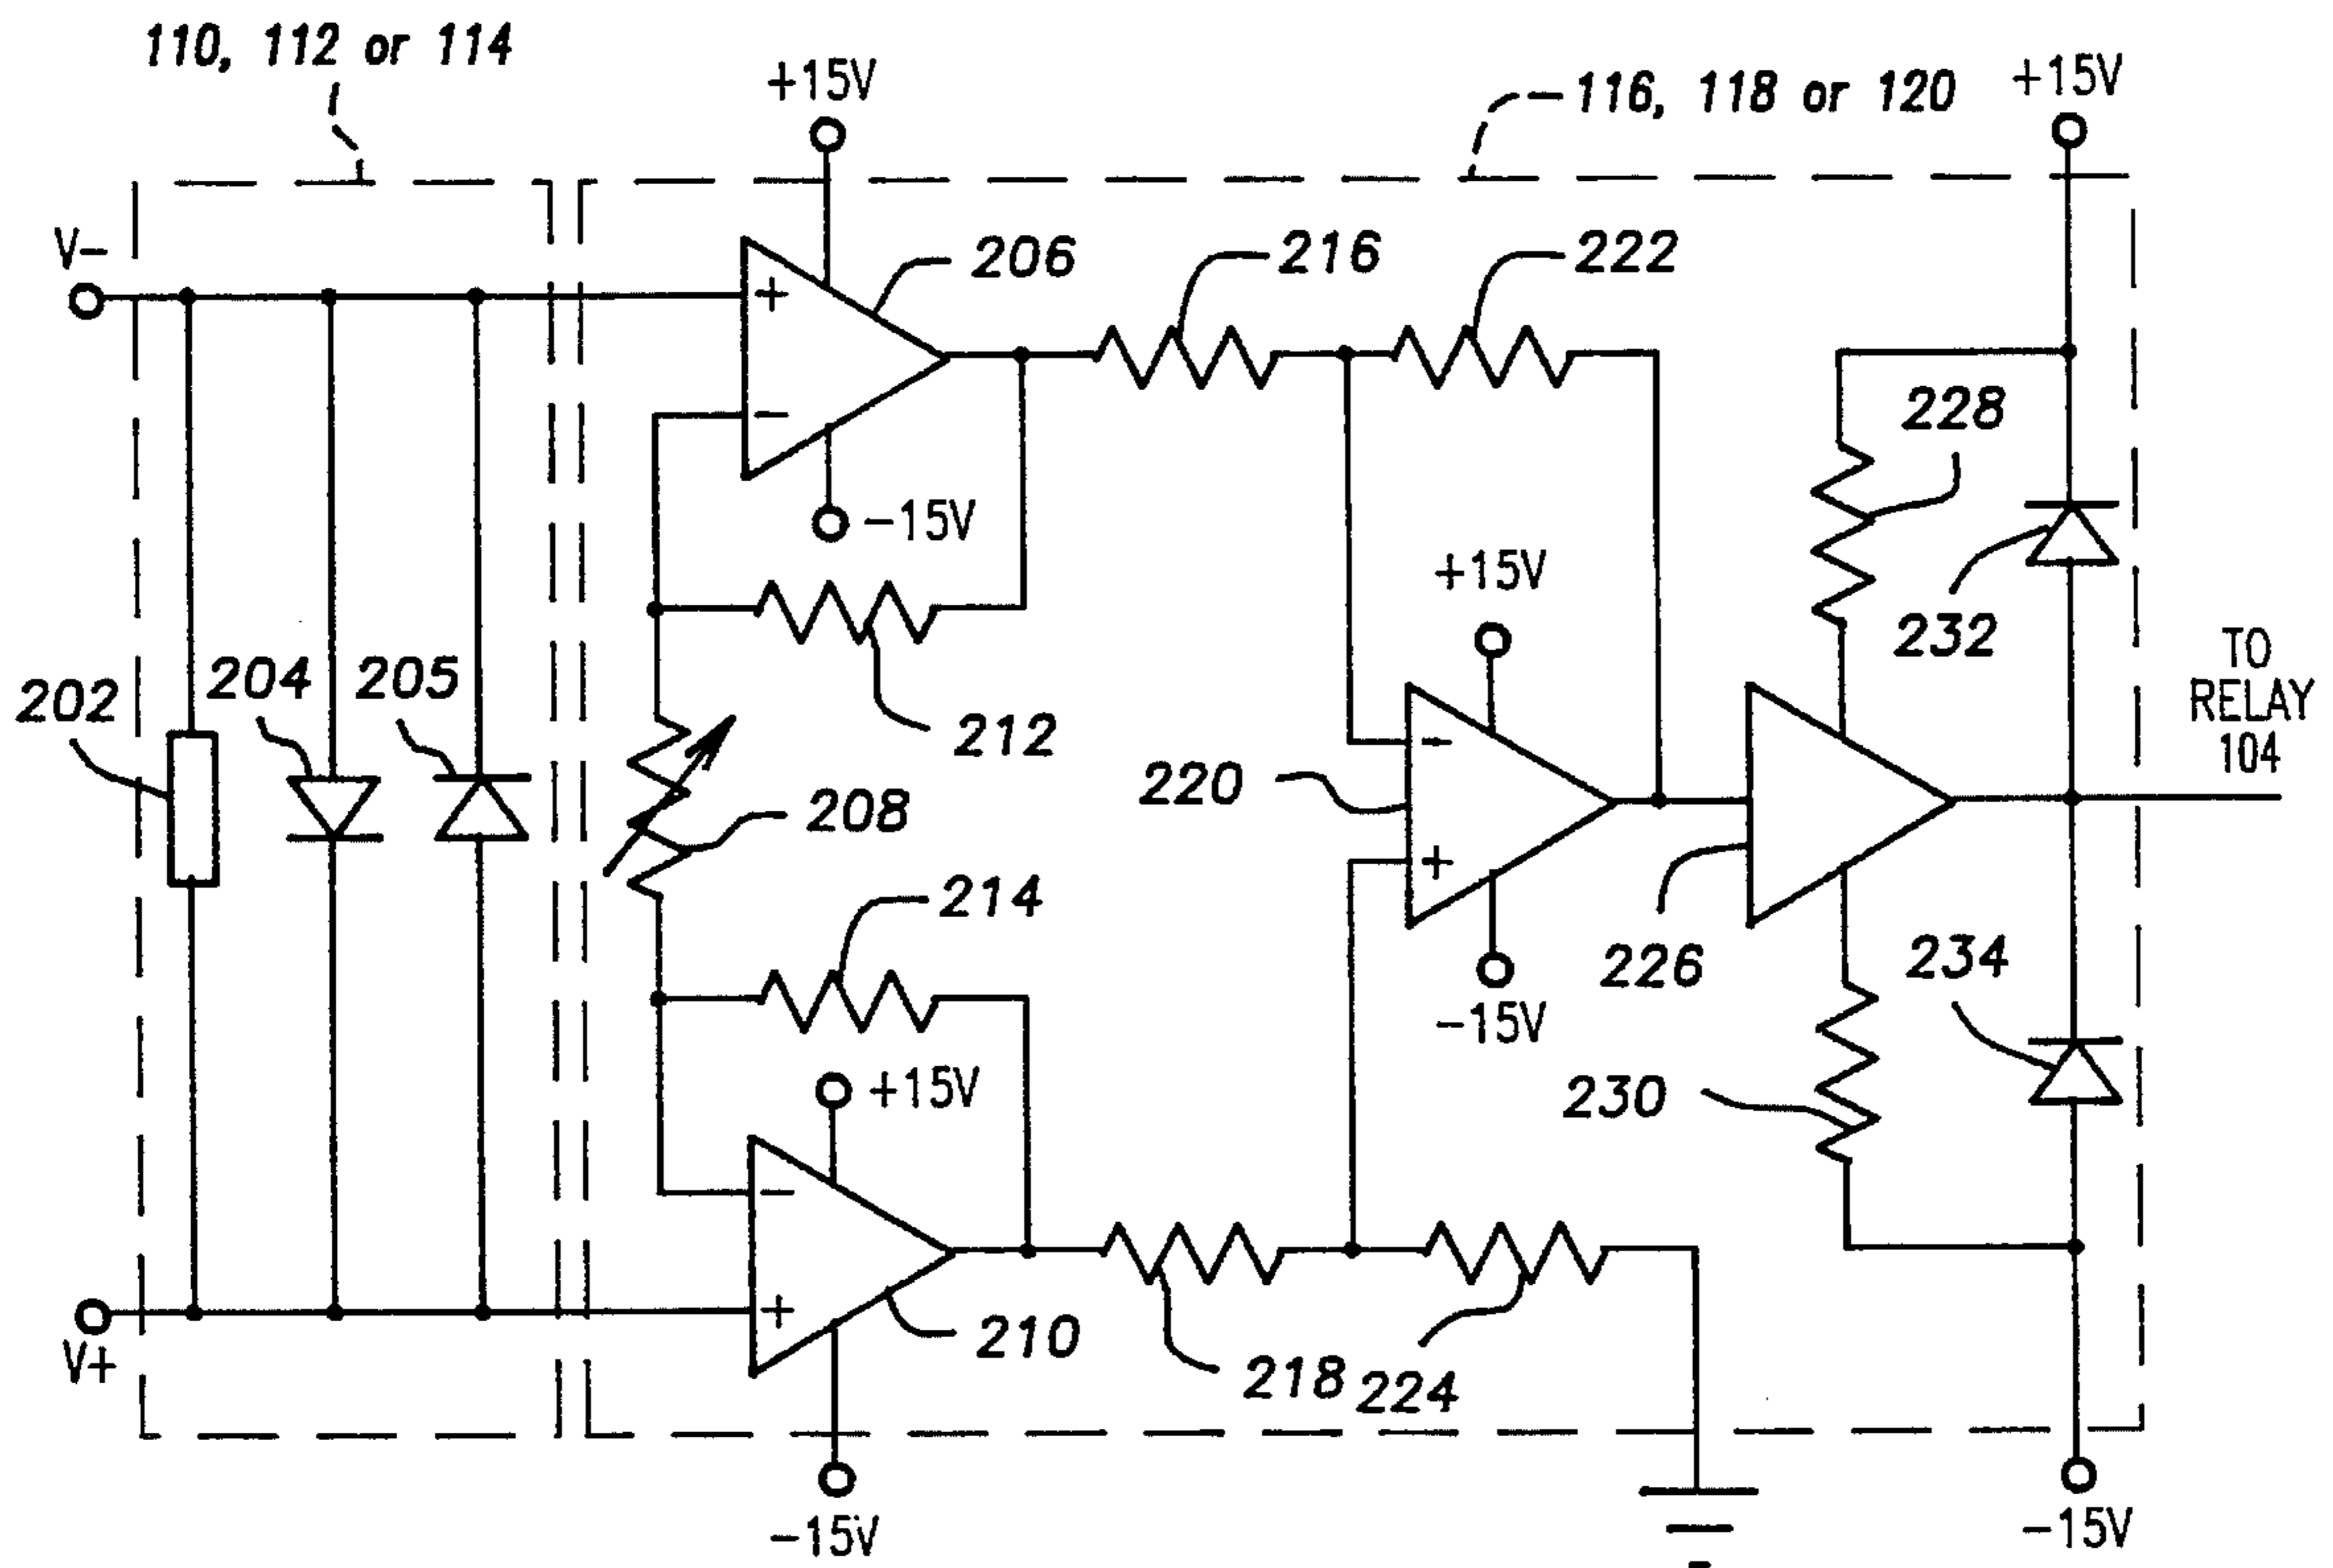 110, 112 or 114
+15V
116, 118 or 120
+15V
V-
+
206
216
222
-
-15V
228
+15V
232
TO
RELAY
104
202
204
205
212
208
220
-
+
214
226
234
-15V
+15V
230
-
+
210
V+
218
224
-15V
-15V